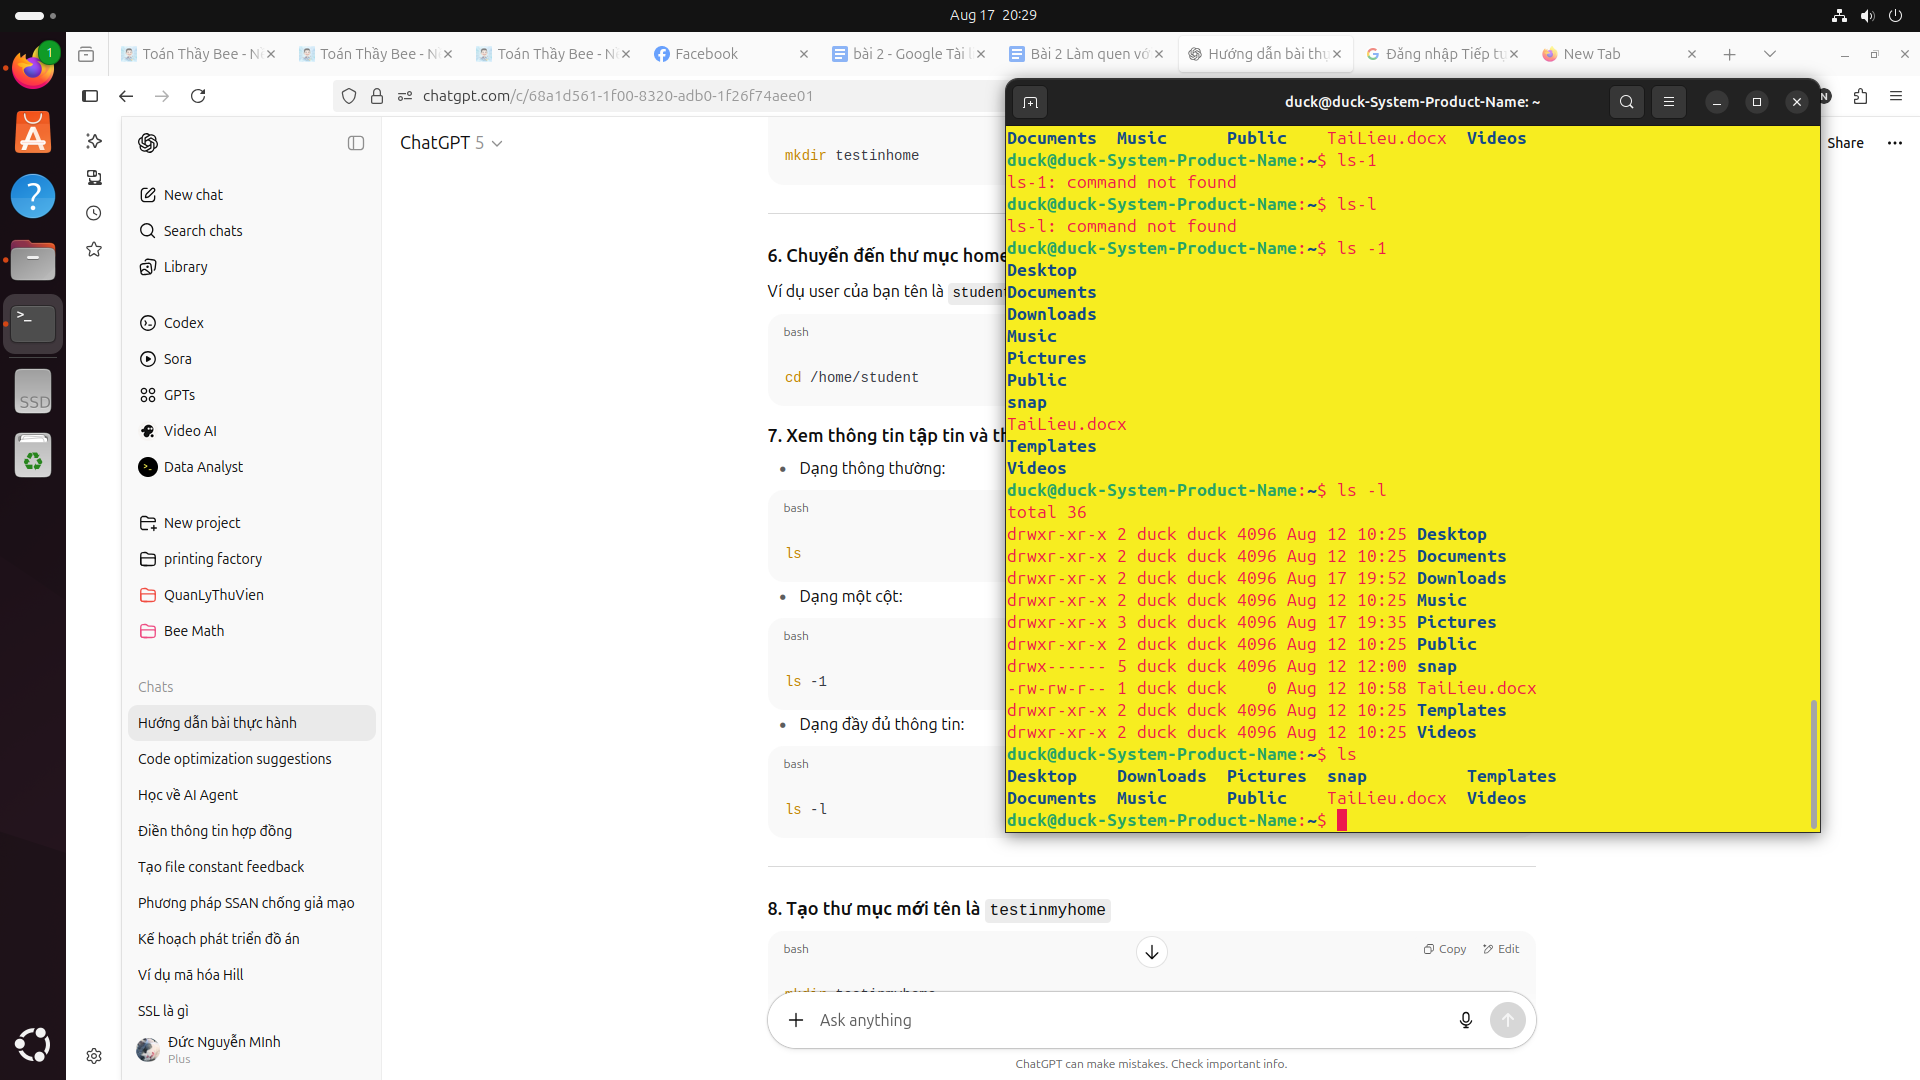 Aug 17 20:29
1
Toán Thầy Bee - N
Toán Thầy Bee - N
Toán Thầy Bee - N
Facebook
bài 2 - Google Tài l
Bài 2 Làm quen vớ
Hướng dẫn bài thụ
Đăng nhập Tiếp tụ
New Tab
chatgpt.com/c/68a1d561-1f00-8320-adb0-1f26f74aee01
N
SSD
New chat
Search chats
Library
Codex
Sora
GPTs
Video AI
Data Analyst
New project
printing factory
QuanLyThuVien
Bee Math
Chats
Hướng dẫn bài thực hành
Code optimization suggestions
Học về AI Agent
Điền thông tin hợp đồng
Tạo file constant feedback
Phương pháp SSAN chống giả mạo
Kế hoạch phát triển đồ án
Ví dụ mã hóa Hill
SSL là gì
Đức Nguyễn MInh
Plus
ChatGPT 5
Share
mkdir testinhome
6. Chuyển đến thư mục home
Ví dụ user của bạn tên là studen
bash
cd /home/student
7. Xem thông tin tập tin và th
Dạng thông thường:
bash
ls
Dạng một cột:
bash
ls -1
Dạng đầy đủ thông tin:
bash
ls -l
8. Tạo thư mục mới tên là testinmyhome
bash
Copy
Edit
mkdir testinmyhome
Ask anything
ChatGPT can make mistakes. Check important info.
duck@duck-System-Product-Name: ~
Documents Music Public TaiLieu.docx Videos
duck@duck-System-Product-Name:~$ ls-1
ls-1: command not found
duck@duck-System-Product-Name:~$ ls-l
ls-l: command not found
duck@duck-System-Product-Name:~$ ls -1
Desktop
Documents
Downloads
Music
Pictures
Public
snap
TaiLieu.docx
Templates
Videos
duck@duck-System-Product-Name:~$ ls -l
total 36
drwxr-xr-x 2 duck duck 4096 Aug 12 10:25 Desktop
drwxr-xr-x 2 duck duck 4096 Aug 12 10:25 Documents
drwxr-xr-x 2 duck duck 4096 Aug 17 19:52 Downloads
drwxr-xr-x 2 duck duck 4096 Aug 12 10:25 Music
drwxr-xr-x 3 duck duck 4096 Aug 17 19:35 Pictures
drwxr-xr-x 2 duck duck 4096 Aug 12 10:25 Public
drwx------ 5 duck duck 4096 Aug 12 12:00 snap
-rw-rw-r-- 1 duck duck 0 Aug 12 10:58 TaiLieu.docx
drwxr-xr-x 2 duck duck 4096 Aug 12 10:25 Templates
drwxr-xr-x 2 duck duck 4096 Aug 12 10:25 Videos
duck@duck-System-Product-Name:~$ ls
Desktop Downloads Pictures snap Templates
Documents Music Public TaiLieu.docx Videos
duck@duck-System-Product-Name:~$